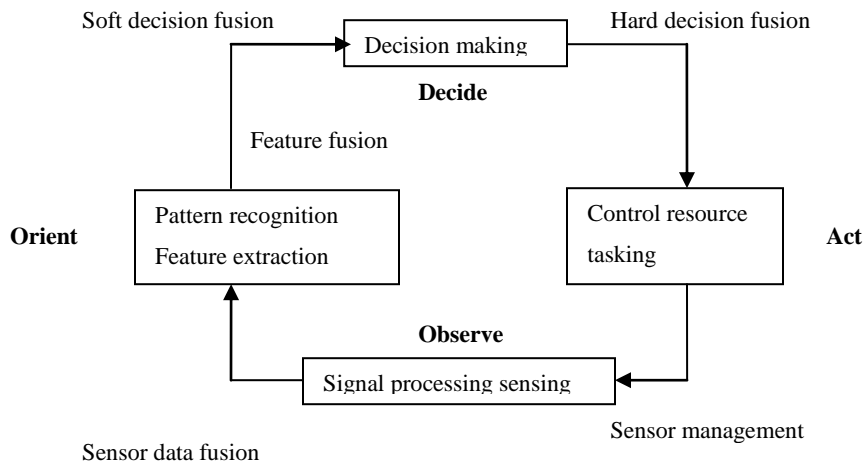 Soft decision fusion
Hard decision fusion
Decision making
Decide
Feature fusion
Pattern recognition
Feature extraction
Control resource
tasking
Orient
Act
Observe
Signal processing sensing
Sensor management
Sensor data fusion